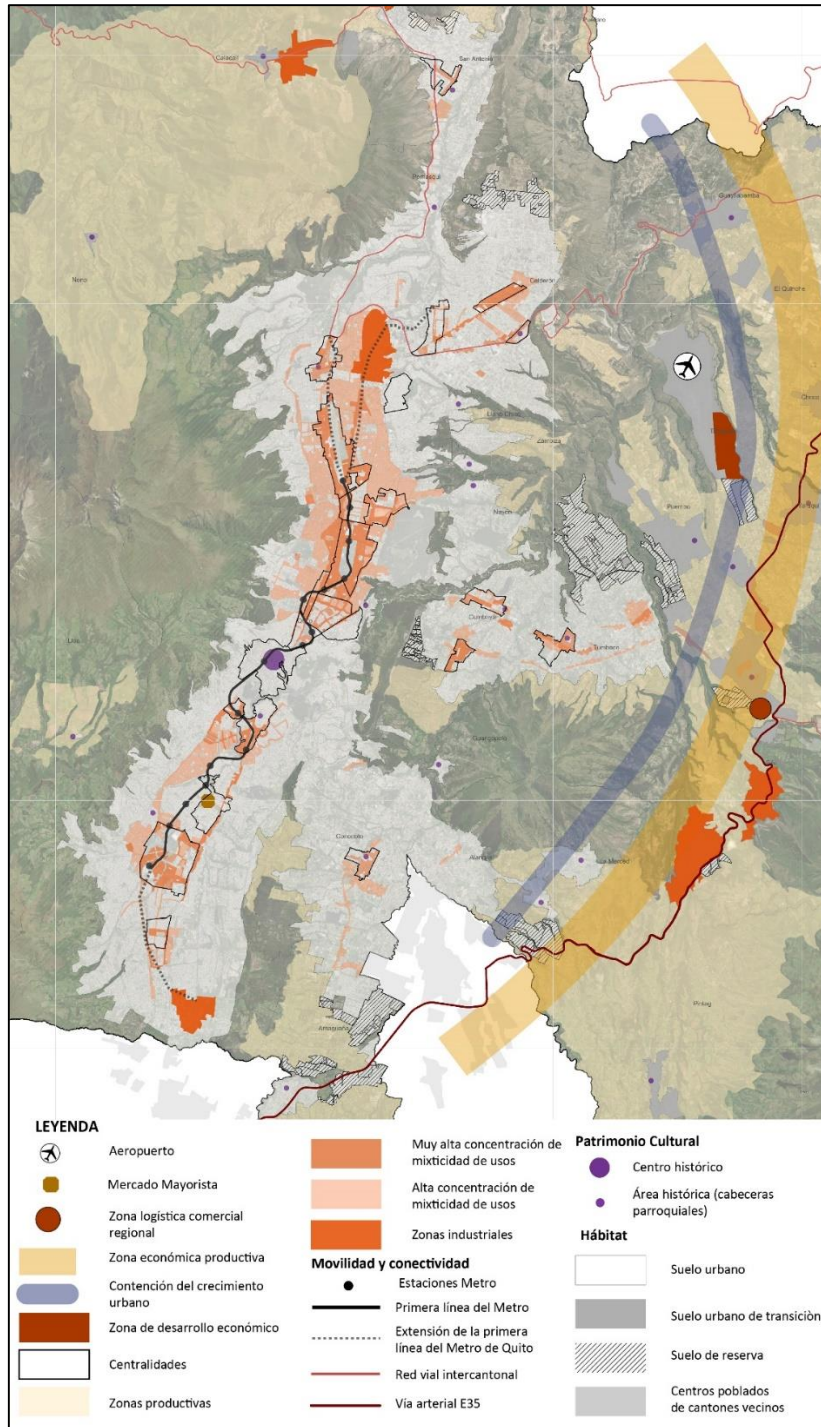 Calacalí
San Antonio
Pomasqui
Guayllabamba
Nono
Calderón
El Quinche
Checa
Llano Chico
Zámbiza
Nayón
Puembo
Cumbayá
Tumbaco
Lloa
Guangopolo
Conocoto
Alangasí
La Merced
Pintag
Amaguaña
LEYENDA
Aeropuerto
Mercado Mayorista
Zona logística comercial
regional
Zona económica productiva
Contención del crecimiento
urbano
Zona de desarrollo económico
Centralidades
Zonas productivas
Muy alta concentración de
mixticidad de usos
Alta concentración de
mixticidad de usos
Zonas industriales
Movilidad y conectividad
Estaciones Metro
Primera línea del Metro
Extensión de la primera
línea del Metro de Quito
Red vial intercantonal
Vía arterial E35
Patrimonio Cultural
Centro histórico
Área histórica (cabeceras
parroquiales)
Hábitat
Suelo urbano
Suelo urbano de transiciòn
Suelo de reserva
Centros poblados
de cantones vecinos